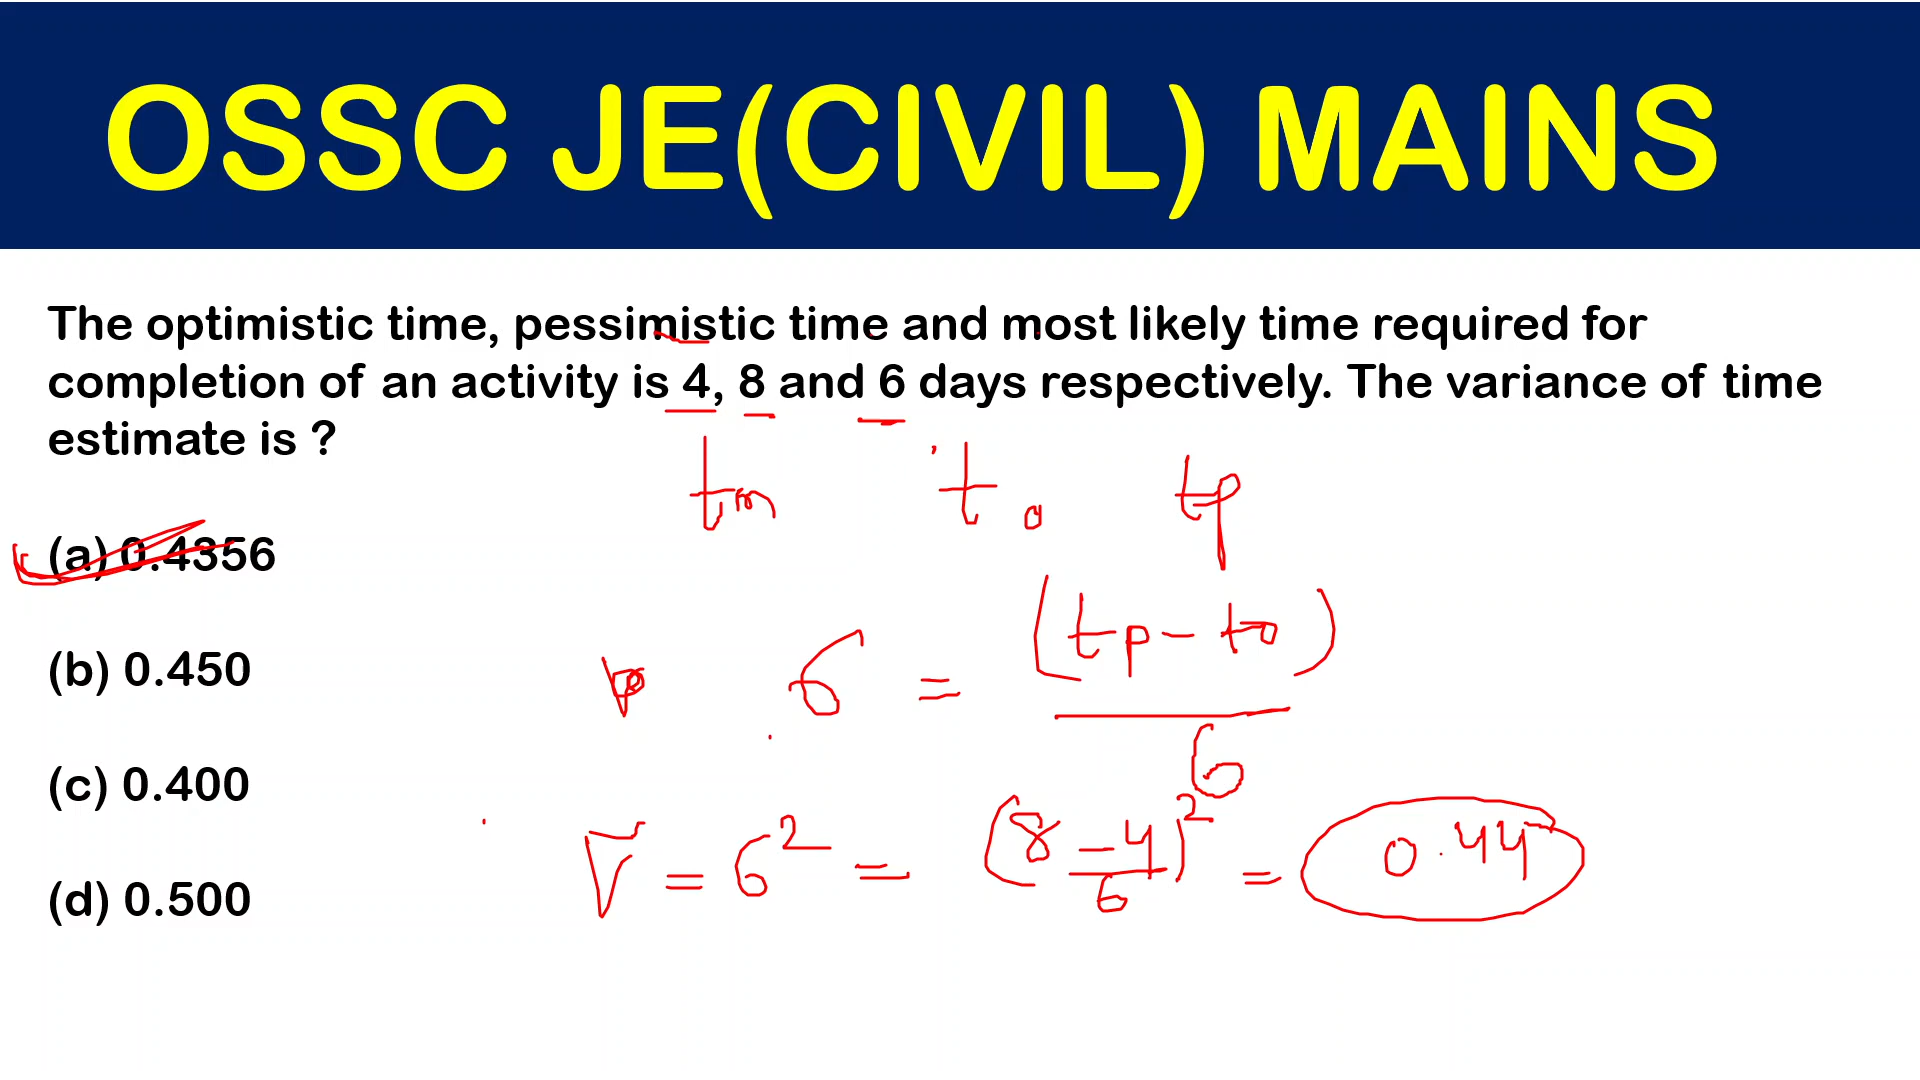 OSSC JE(CIVIL) MAINS
The optimistic time, pessimistic time and most likely time required for
completion of an activity is 4, 8 and 6 days respectively. The variance of time
estimate is ?
tm to tp
(a) 0.4356
(b) 0.450
σ = (tp - to) / 6
(c) 0.400
V = σ² = (8 - 4 / 6)² = 0.44
(d) 0.500